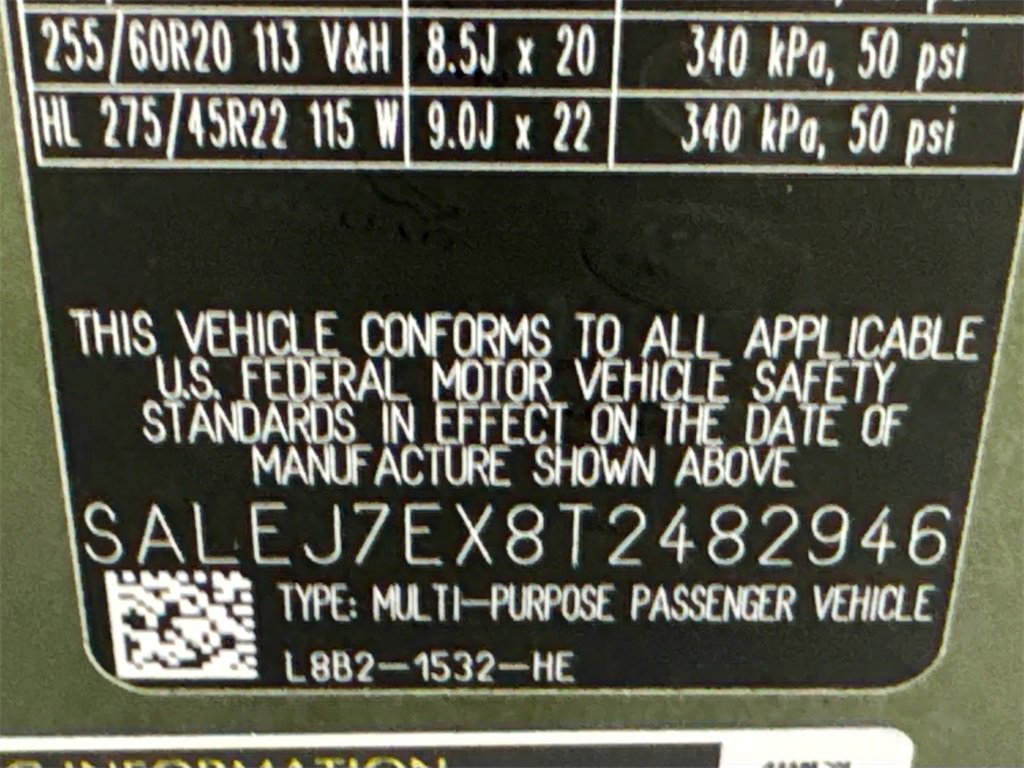 255/60R20 113 V&H 8.5J x 20 340 kPa, 50 psi
HL 275/45R22 115 W 9.0J x 22 340 kPa, 50 psi
THIS VEHICLE CONFORMS TO ALL APPLICABLE
U.S. FEDERAL MOTOR VEHICLE SAFETY
STANDARDS IN EFFECT ON THE DATE OF
MANUFACTURE SHOWN ABOVE
SALEJ7EX8T2482946
TYPE: MULTI-PURPOSE PASSENGER VEHICLE
L8B2-1532-HE
INFORMATION